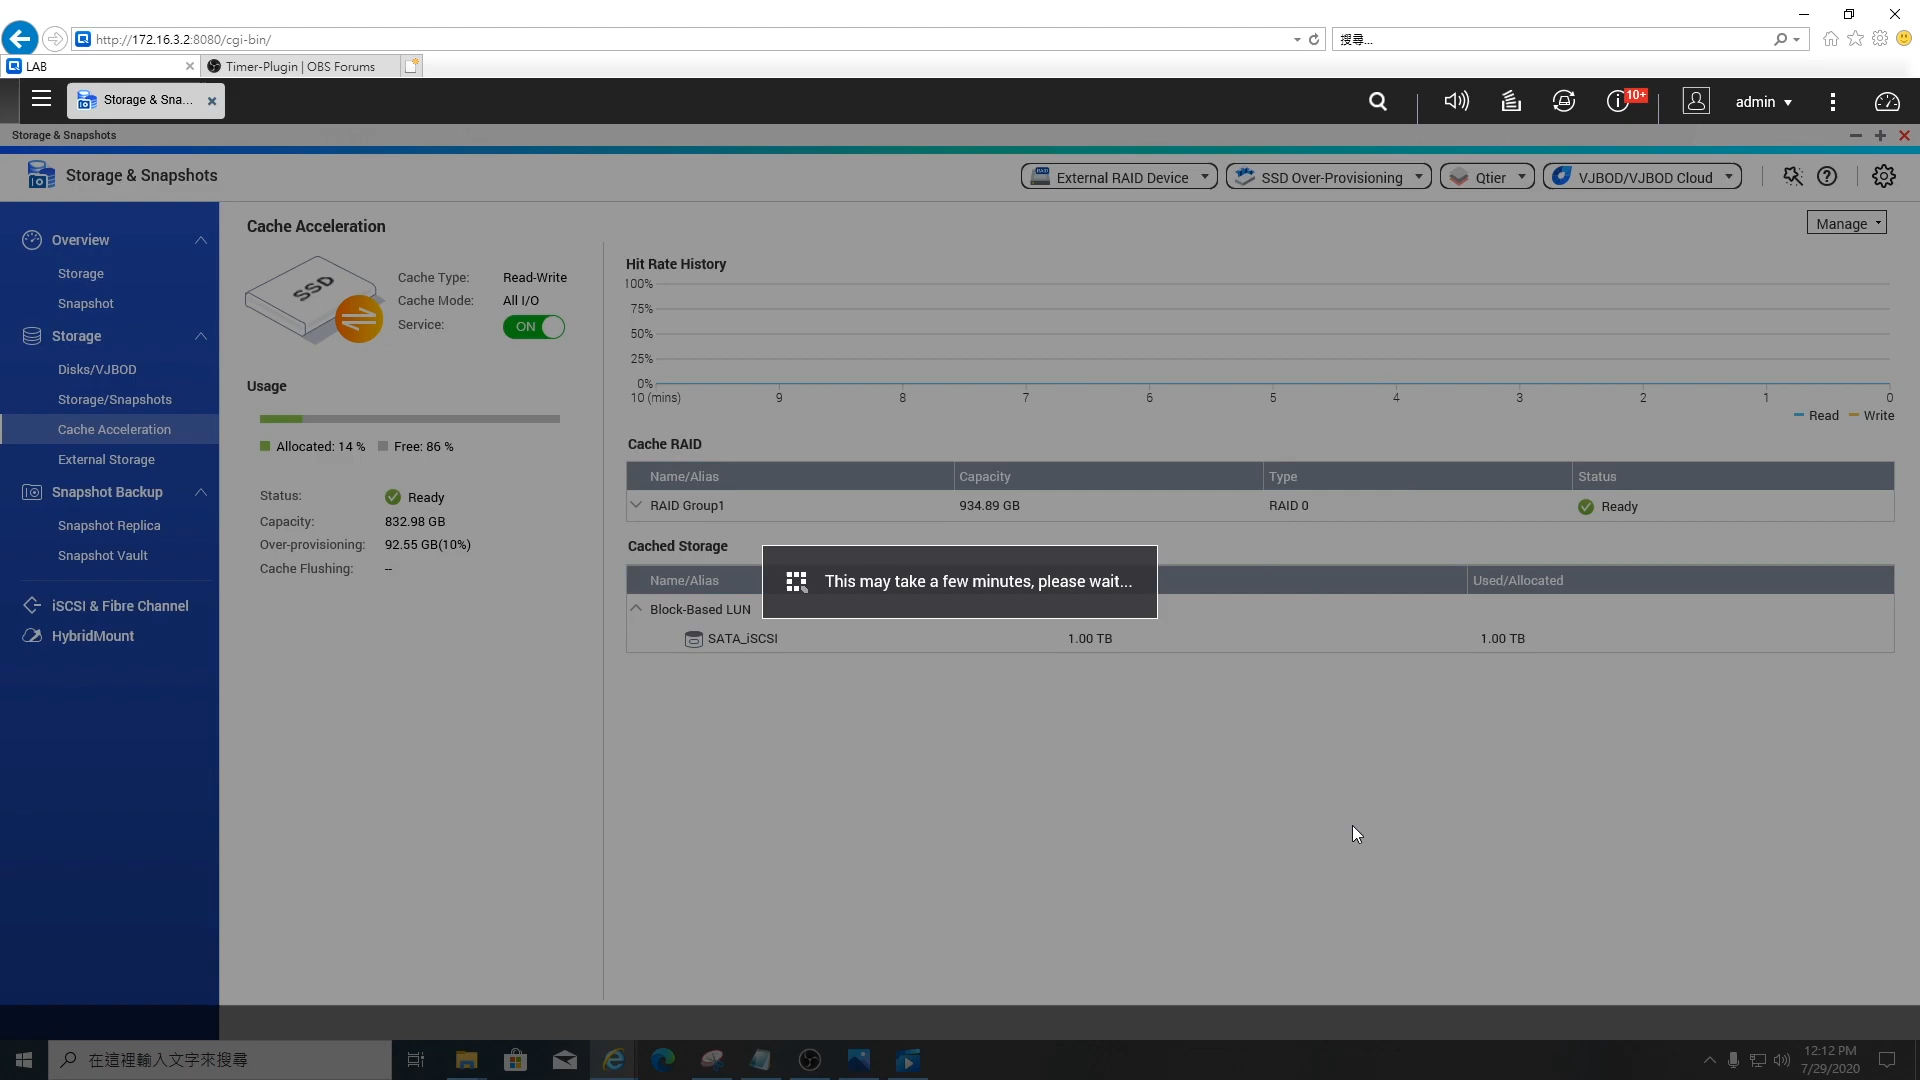 http://172.16.3.2:8080/cgi-bin/
搜尋...
LAB
Timer-Plugin | OBS Forums
Storage & Sna...
10+
admin
Storage & Snapshots
Storage & Snapshots
External RAID Device
SSD Over-Provisioning
Qtier
VJBOD/VJBOD Cloud
Overview
Storage
Snapshot
Storage
Disks/VJBOD
Storage/Snapshots
Cache Acceleration
External Storage
Snapshot Backup
Snapshot Replica
Snapshot Vault
iSCSI & Fibre Channel
HybridMount
Cache Acceleration
Manage
SSD
Cache Type: Read-Write
Cache Mode: All I/O
Service: ON
Usage
Allocated: 14 % Free: 86 %
Status: Ready
Capacity: 832.98 GB
Over-provisioning: 92.55 GB(10%)
Cache Flushing: --
Hit Rate History
100%
75%
50%
25%
0%
10 (mins) 9 8 7 6 5 4 3 2 1 0
Read Write
Cache RAID
Name/Alias Capacity Type Status
RAID Group1 934.89 GB RAID 0 Ready
Cached Storage
Name/Alias Used/Allocated
This may take a few minutes, please wait...
Block-Based LUN
SATA_iSCSI 1.00 TB 1.00 TB
在這裡輸入文字來搜尋
12:12 PM
7/29/2020